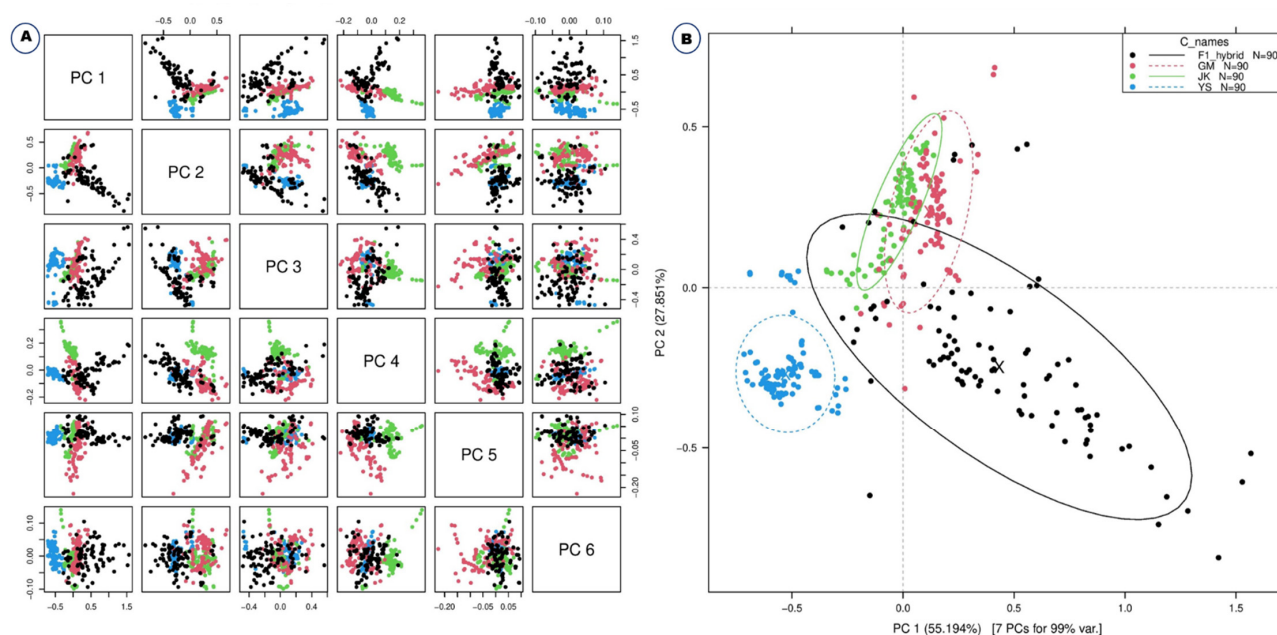 A
-0.5 0.0 0.5
-0.2 0.0 0.2
-0.10 0.00 0.10
PC 1
-0.5 0.5 1.5
-0.5 0.0 0.5
PC 2
PC 3
-0.4 0.0 0.4
-0.2 0.0 0.2
PC 4
PC 5
-0.20 -0.05 0.10
-0.10 0.00 0.10
PC 6
-0.5 0.5 1.5
-0.4 0.0 0.4
-0.20 -0.05 0.05
B
C_names
F1_hybrid N=90
GM N=90
JK N=90
YS N=90
0.5
0.0
-0.5
PC 2 (27.851%)
X
-0.5 0.0 0.5 1.0 1.5
PC 1 (55.194%) [7 PCs for 99% var.]